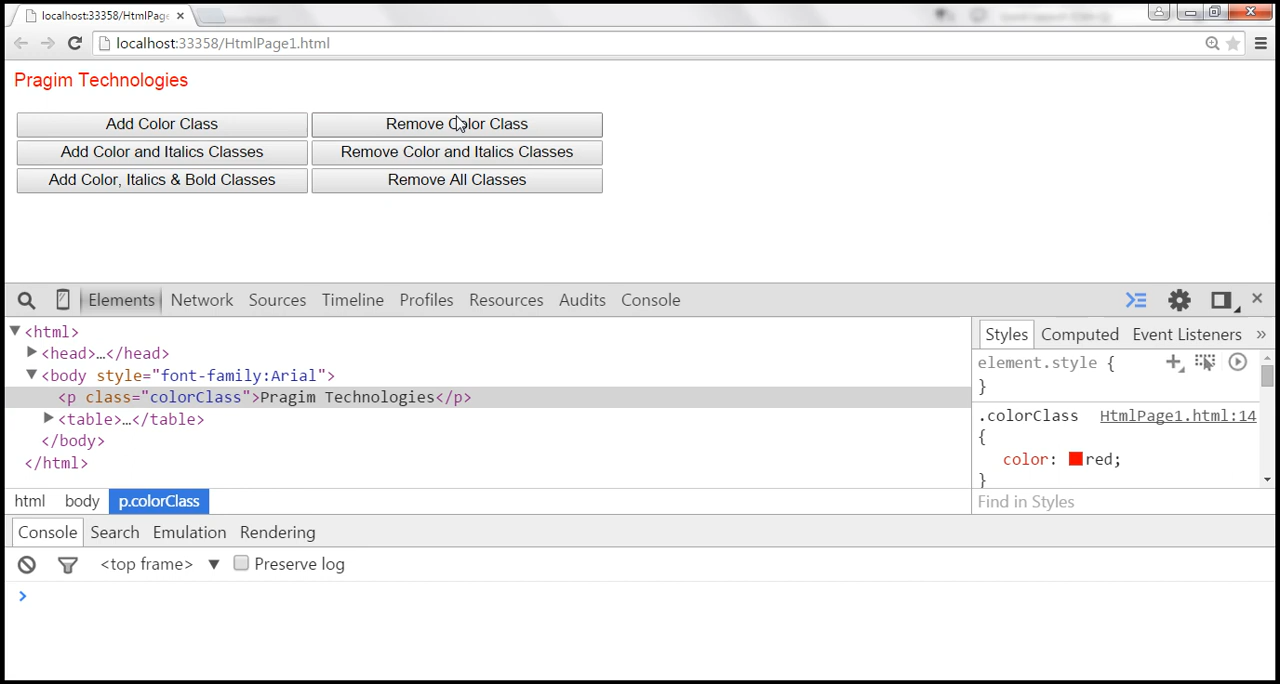 localhost:33358/HtmlPage
localhost:33358/HtmlPage1.html
Pragim Technologies
Add Color Class
Remove Color Class
Add Color and Italics Classes
Remove Color and Italics Classes
Add Color, Italics & Bold Classes
Remove All Classes
Elements Network Sources Timeline Profiles Resources Audits Console
<html>
<head>…</head>
<body style="font-family:Arial">
<p class="colorClass">Pragim Technologies</p>
<table>…</table>
</body>
</html>
Styles Computed Event Listeners »
element.style {
}
.colorClass HtmlPage1.html:14
{
color: red;
}
html body p.colorClass
Find in Styles
Console Search Emulation Rendering
<top frame> Preserve log